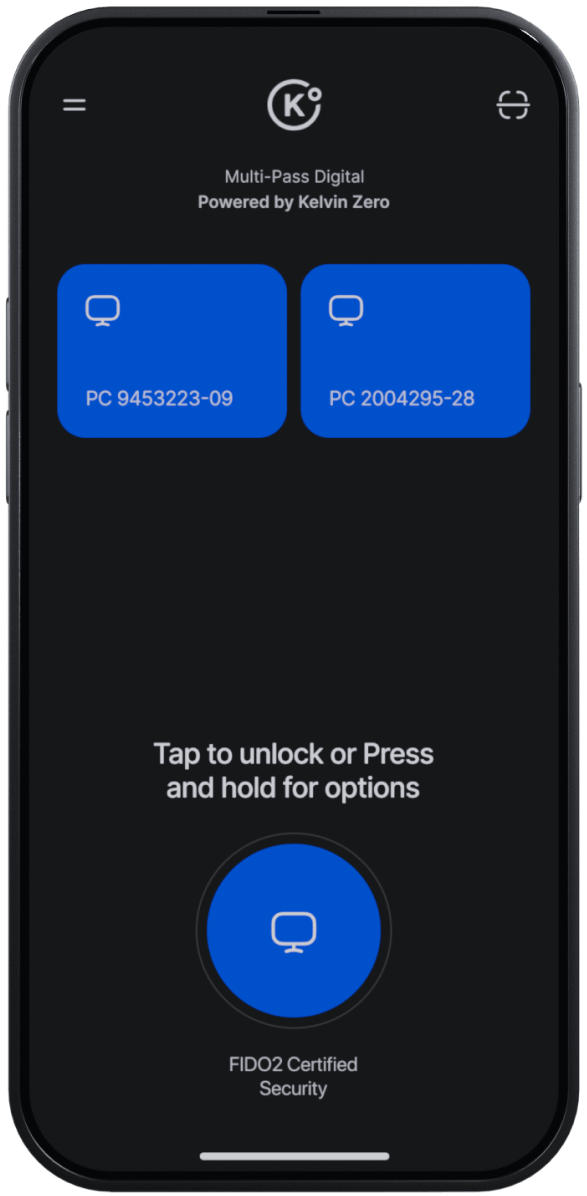 K
Multi-Pass Digital
Powered by Kelvin Zero
PC 9453223-09
PC 2004295-28
Tap to unlock or Press
and hold for options
FIDO2 Certified
Security